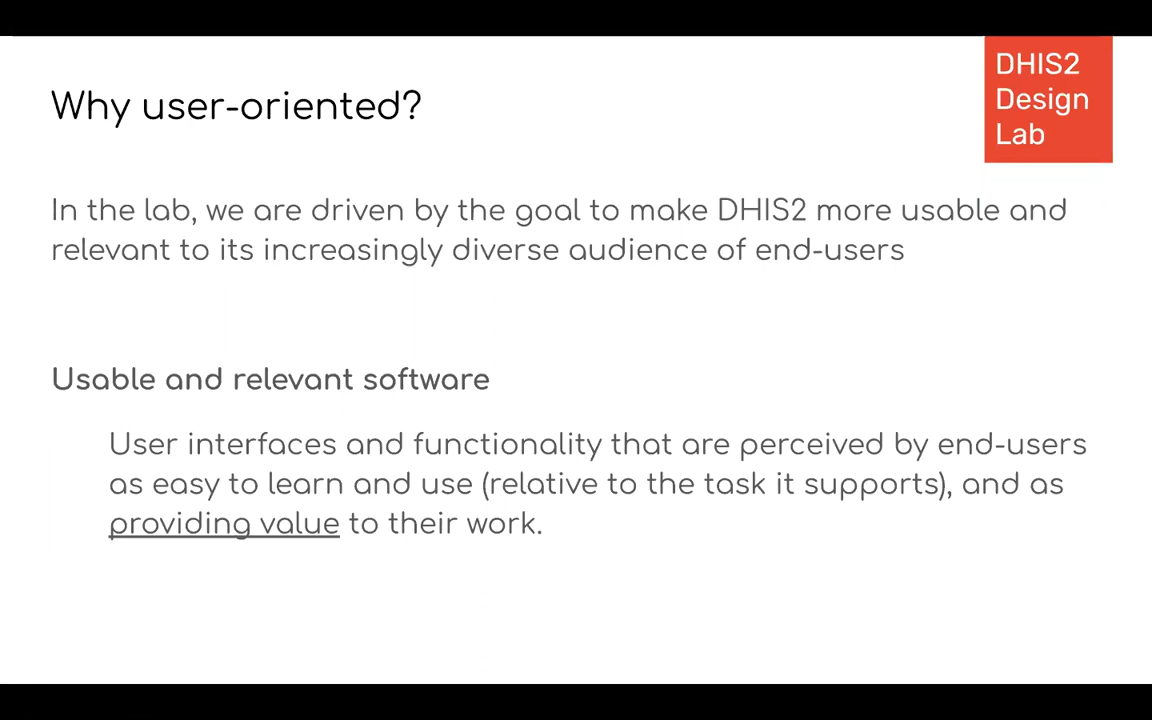 Why user-oriented?
DHIS2
Design
Lab
In the lab, we are driven by the goal to make DHIS2 more usable and
relevant to its increasingly diverse audience of end-users
Usable and relevant software
User interfaces and functionality that are perceived by end-users
as easy to learn and use (relative to the task it supports), and as
providing value to their work.